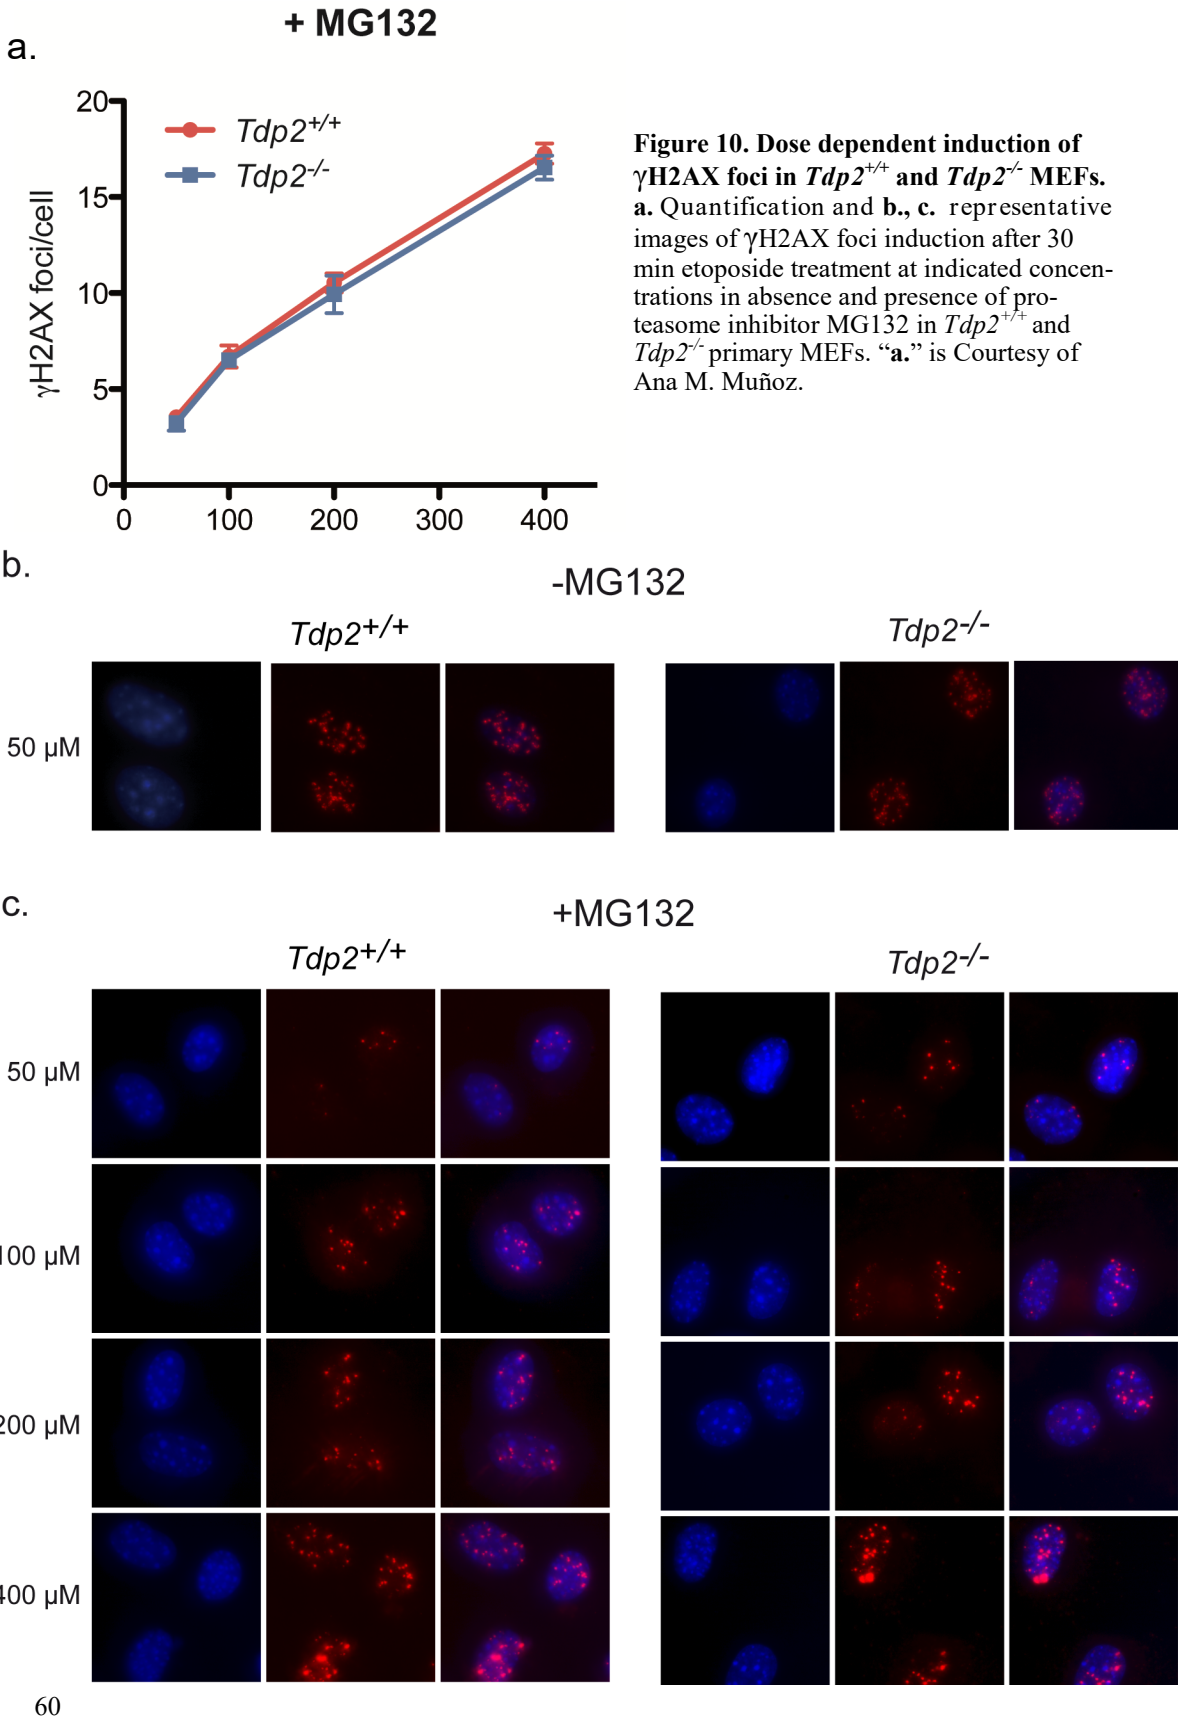 + MG132
a.
20
15
10
5
0
γH2AX foci/cell
Tdp2+/+
Tdp2-/-
0 100 200 300 400
Figure 10. Dose dependent induction of
γH2AX foci in Tdp2+/+ and Tdp2-/- MEFs.
a. Quantification and b., c. representative
images of γH2AX foci induction after 30
min etoposide treatment at indicated concen-
trations in absence and presence of pro-
teasome inhibitor MG132 in Tdp2+/+ and
Tdp2-/- primary MEFs. “a.” is Courtesy of
Ana M. Muñoz.
b.
-MG132
Tdp2+/+ Tdp2-/-
50 µM
c.
+MG132
Tdp2+/+ Tdp2-/-
50 µM
100 µM
200 µM
400 µM
60